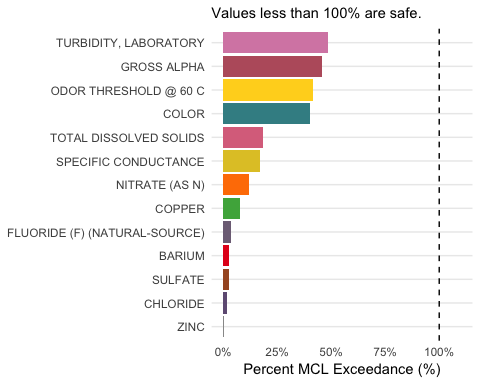 Values less than 100% are safe.
TURBIDITY, LABORATORY
GROSS ALPHA
ODOR THRESHOLD @ 60 C
COLOR
TOTAL DISSOLVED SOLIDS
SPECIFIC CONDUCTANCE
NITRATE (AS N)
COPPER
FLUORIDE (F) (NATURAL-SOURCE)
BARIUM
SULFATE
CHLORIDE
ZINC
0% 25% 50% 75% 100%
Percent MCL Exceedance (%)